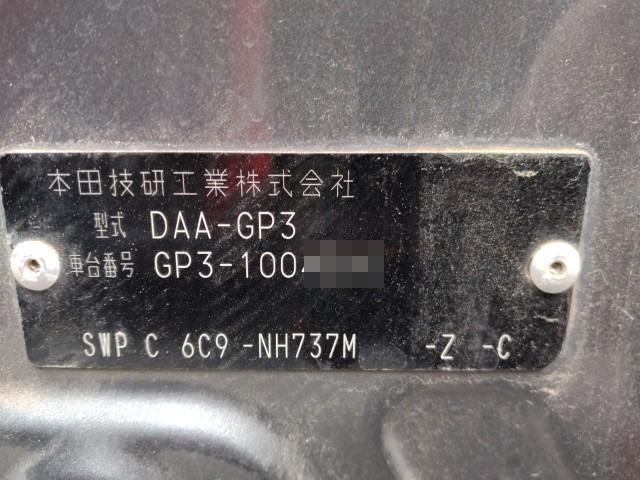 本田技研工業株式会社
型式 DAA-GP3
車台番号 GP3-1004
SWP C 6C9 -NH737M -Z -C